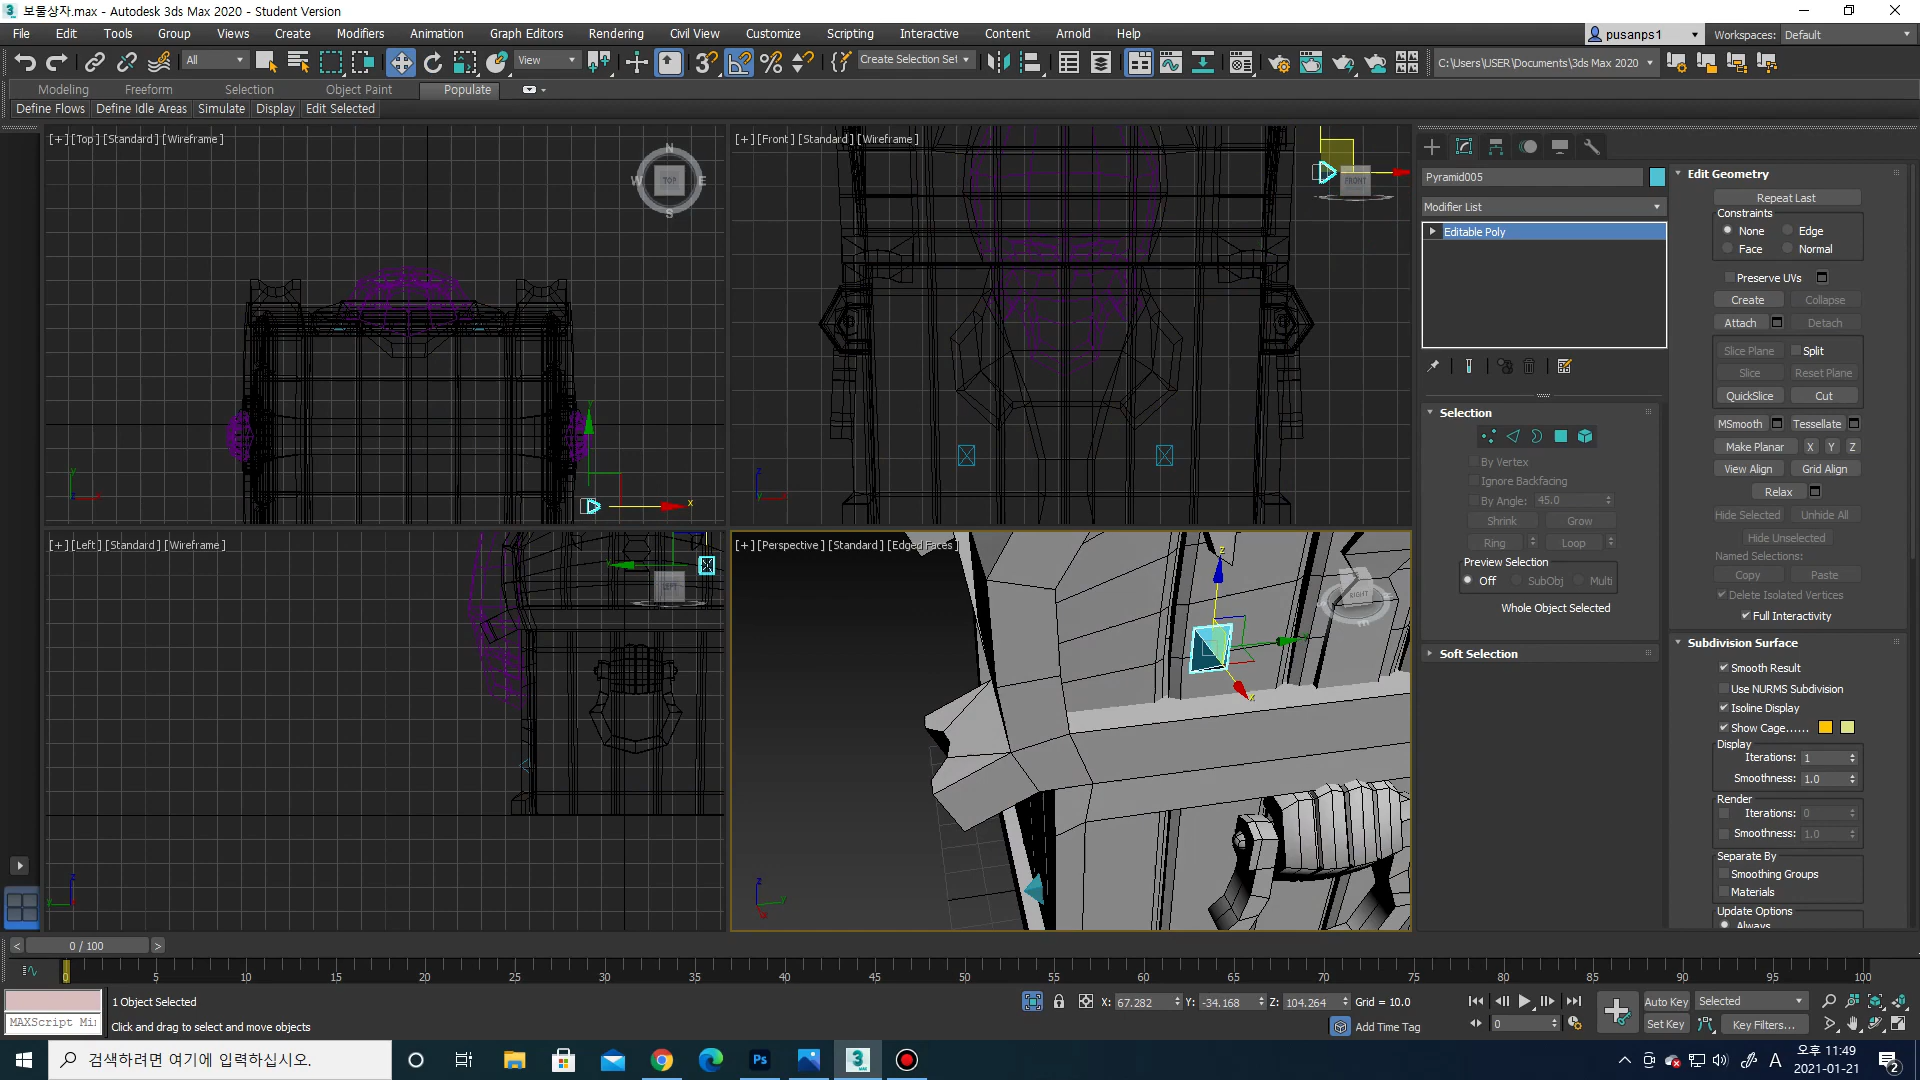 보물상자.max - Autodesk 3ds Max 2020 - Student Version
File Edit Tools Group Views Create Modifiers Animation Graph Editors Rendering Civil View Customize Scripting Interactive Content Arnold Help
pusanps1 Workspaces: Default
All View Create Selection Set C:\Users\USER\Documents\3ds Max 2020
Modeling Freeform Selection Object Paint Populate
Define Flows Define Idle Areas Simulate Display Edit Selected
[+][Top][Standard][Wireframe]
N
W TOP E
S
y
x
[+][Front][Standard][Wireframe]
FRONT
z
[+][Left][Standard][Wireframe]
LEFT
z
[+][Perspective][Standard][Edged Faces]
z
RIGHT
x
z
y
Pyramid005
Modifier List
Editable Poly
Selection
By Vertex
Ignore Backfacing
By Angle: 45.0
Shrink Grow
Ring Loop
Preview Selection
Off SubObj Multi
Whole Object Selected
Soft Selection
Edit Geometry
Repeat Last
Constraints
None Edge
Face Normal
Preserve UVs
Create Collapse
Attach Detach
Slice Plane Split
Slice Reset Plane
QuickSlice Cut
MSmooth Tessellate
Make Planar X Y Z
View Align Grid Align
Relax
Hide Selected Unhide All
Hide Unselected
Named Selections:
Copy Paste
Delete Isolated Vertices
Full Interactivity
Subdivision Surface
Smooth Result
Use NURMS Subdivision
Isoline Display
Show Cage......
Display
Iterations: 1
Smoothness: 1.0
Render
Iterations: 0
Smoothness: 1.0
Separate By
Smoothing Groups
Materials
Update Options
Always
< 0 / 100 >
0 5 10 15 20 25 30 35 40 45 50 55 60 65 70 75 80 85 90 95 100
1 Object Selected
X: 67.282 Y: -34.168 Z: 104.264 Grid = 10.0
Auto Key Selected
MAXScript Mi
Click and drag to select and move objects
Add Time Tag
0
Set Key Key Filters...
검색하려면 여기에 입력하십시오.
Ps
3
MAX
A
오후 11:49
2021-01-21
2